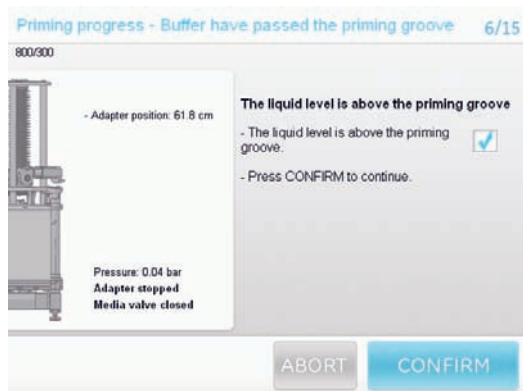 Priming progress - Buffer have passed the priming groove 6/15
800/300
- Adapter position: 61.8 cm
The liquid level is above the priming groove
- The liquid level is above the priming
groove.
- Press CONFIRM to continue.
Pressure: 0.04 bar
Adapter stopped
Media valve closed
ABORT CONFIRM